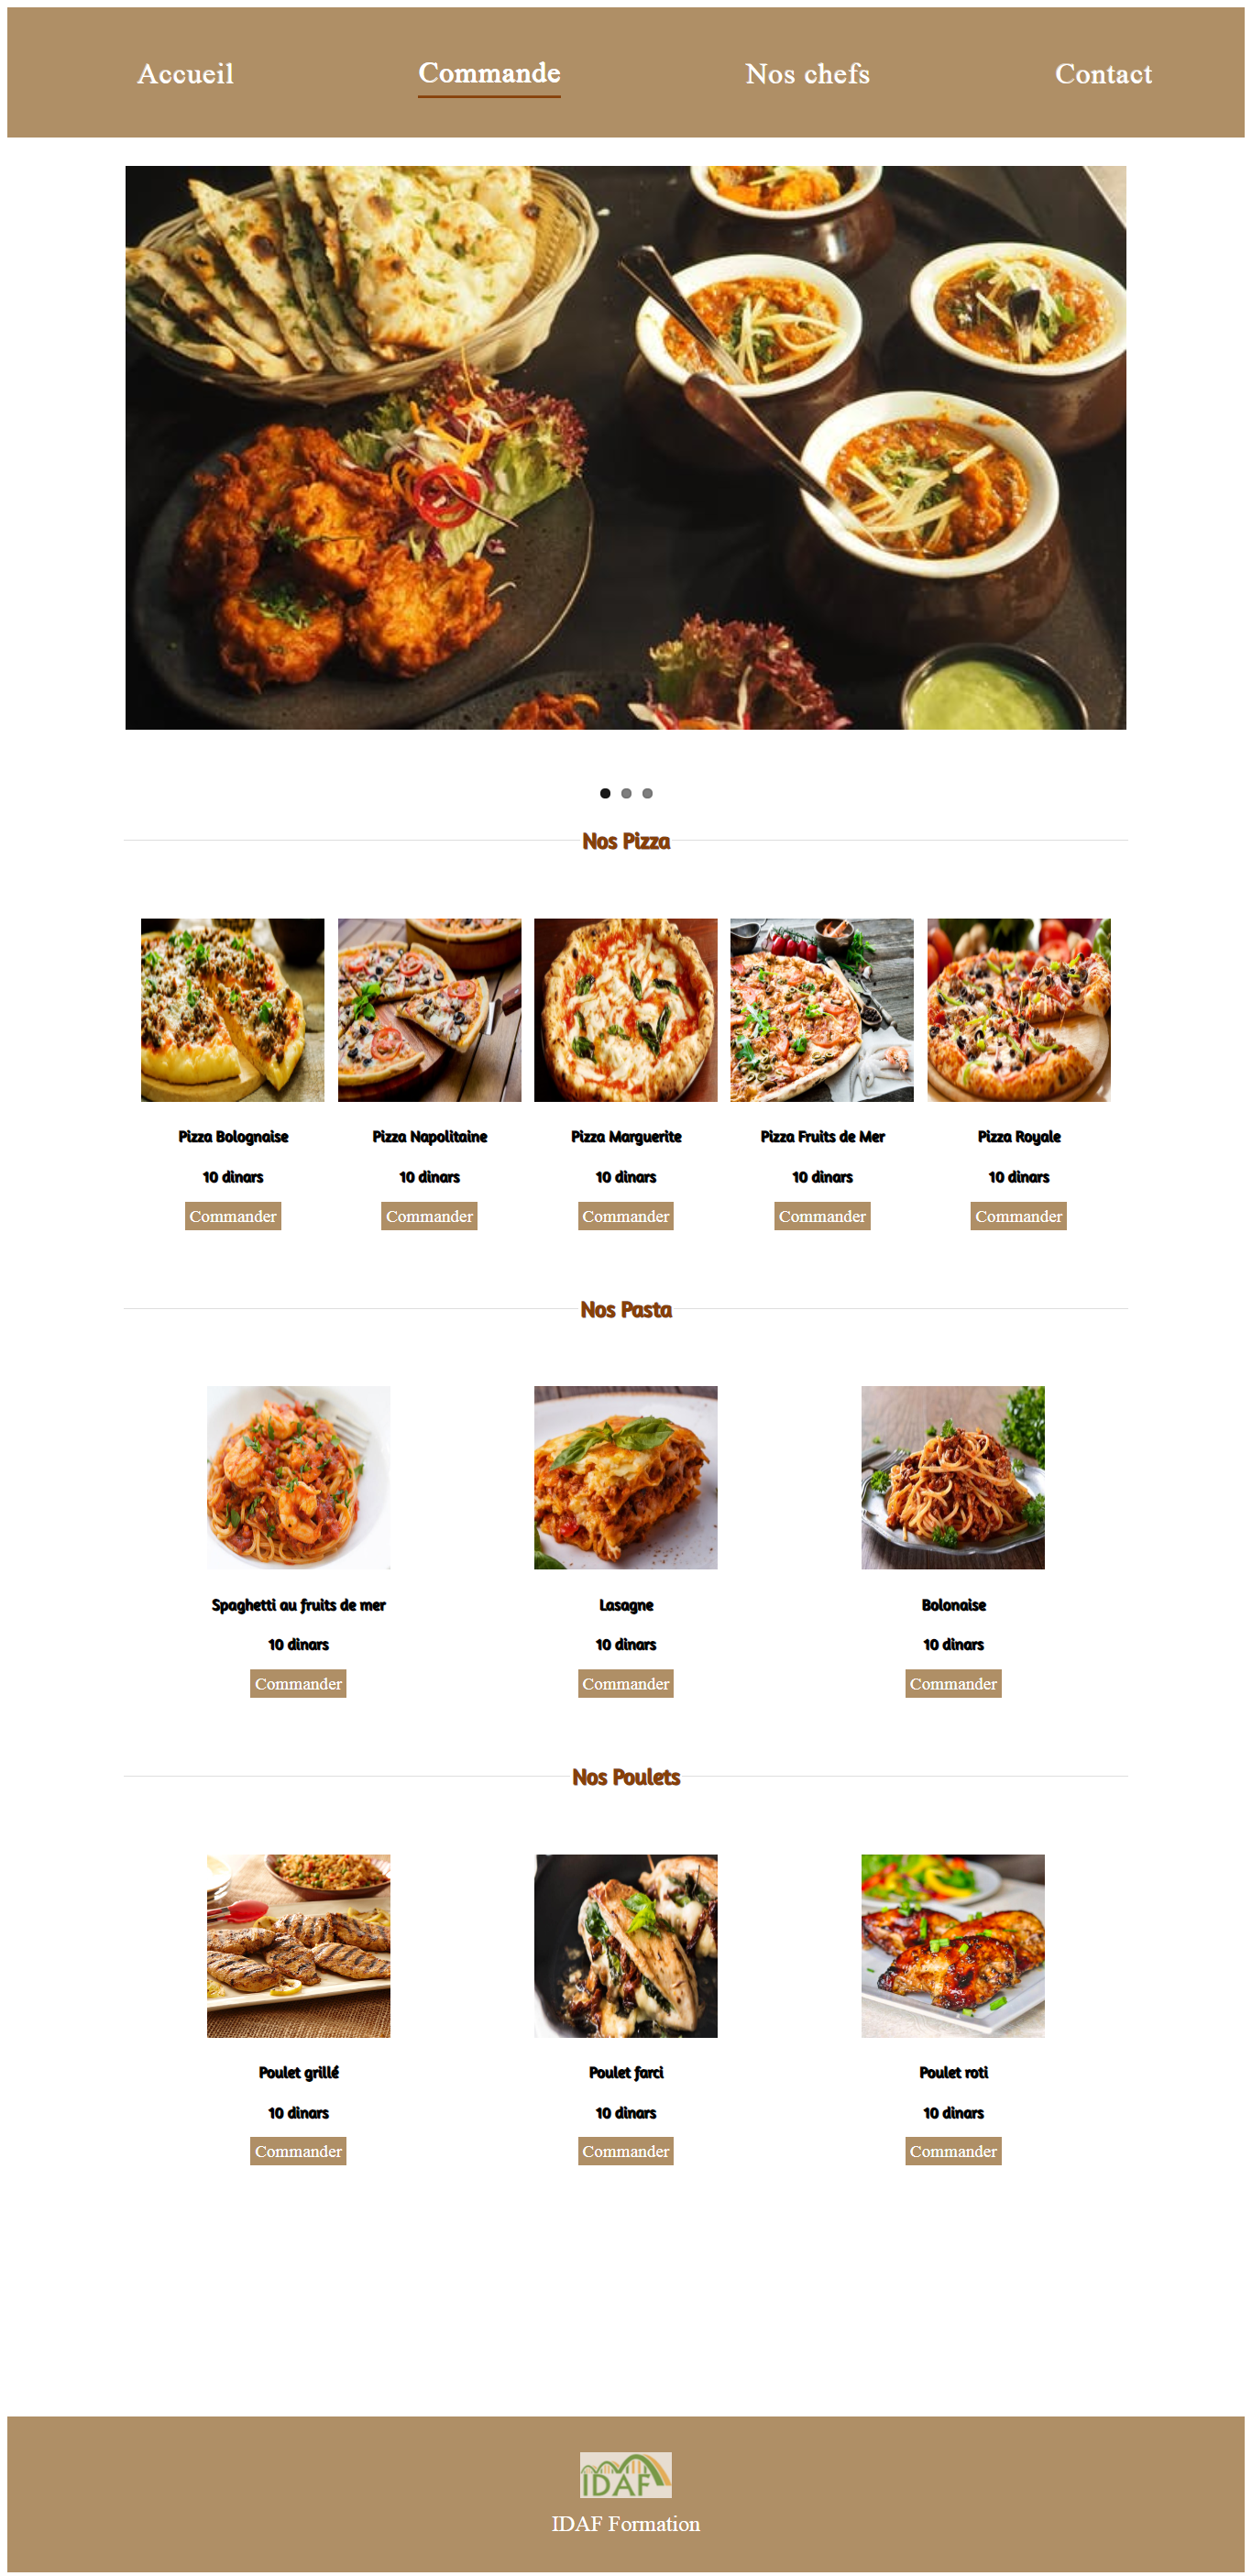 Accueil Commande Nos chefs Contact
Nos Pizza
Pizza Bolognaise Pizza Napolitaine Pizza Marguerite Pizza Fruits de Mer Pizza Royale
10 dinars 10 dinars 10 dinars 10 dinars 10 dinars
Commander Commander Commander Commander Commander
Nos Pasta
Spaghetti au fruits de mer Lasagne Bolonaise
10 dinars 10 dinars 10 dinars
Commander Commander Commander
Nos Poulets
Poulet grillé Poulet farci Poulet roti
10 dinars 10 dinars 10 dinars
Commander Commander Commander
IDAF
IDAF Formation